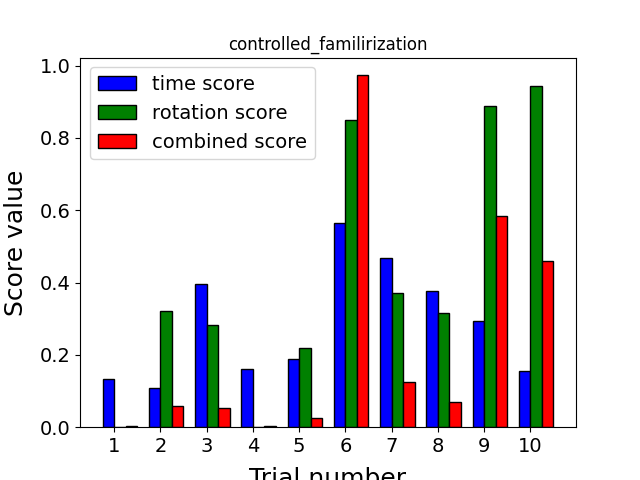 controlled_familirization
time score
rotation score
combined score
Score value
1.0
0.8
0.6
0.4
0.2
0.0
1 2 3 4 5 6 7 8 9 10
Trial number